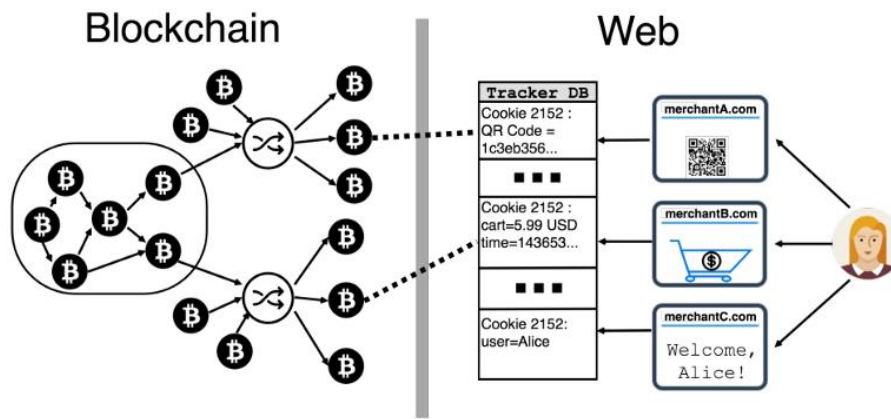 Blockchain
Web
Tracker DB
Cookie 2152 :
QR Code =
1c3eb356...
Cookie 2152 :
cart=5.99 USD
time=143653...
Cookie 2152:
user=Alice
merchantA.com
merchantB.com
merchantC.com
Welcome,
Alice!